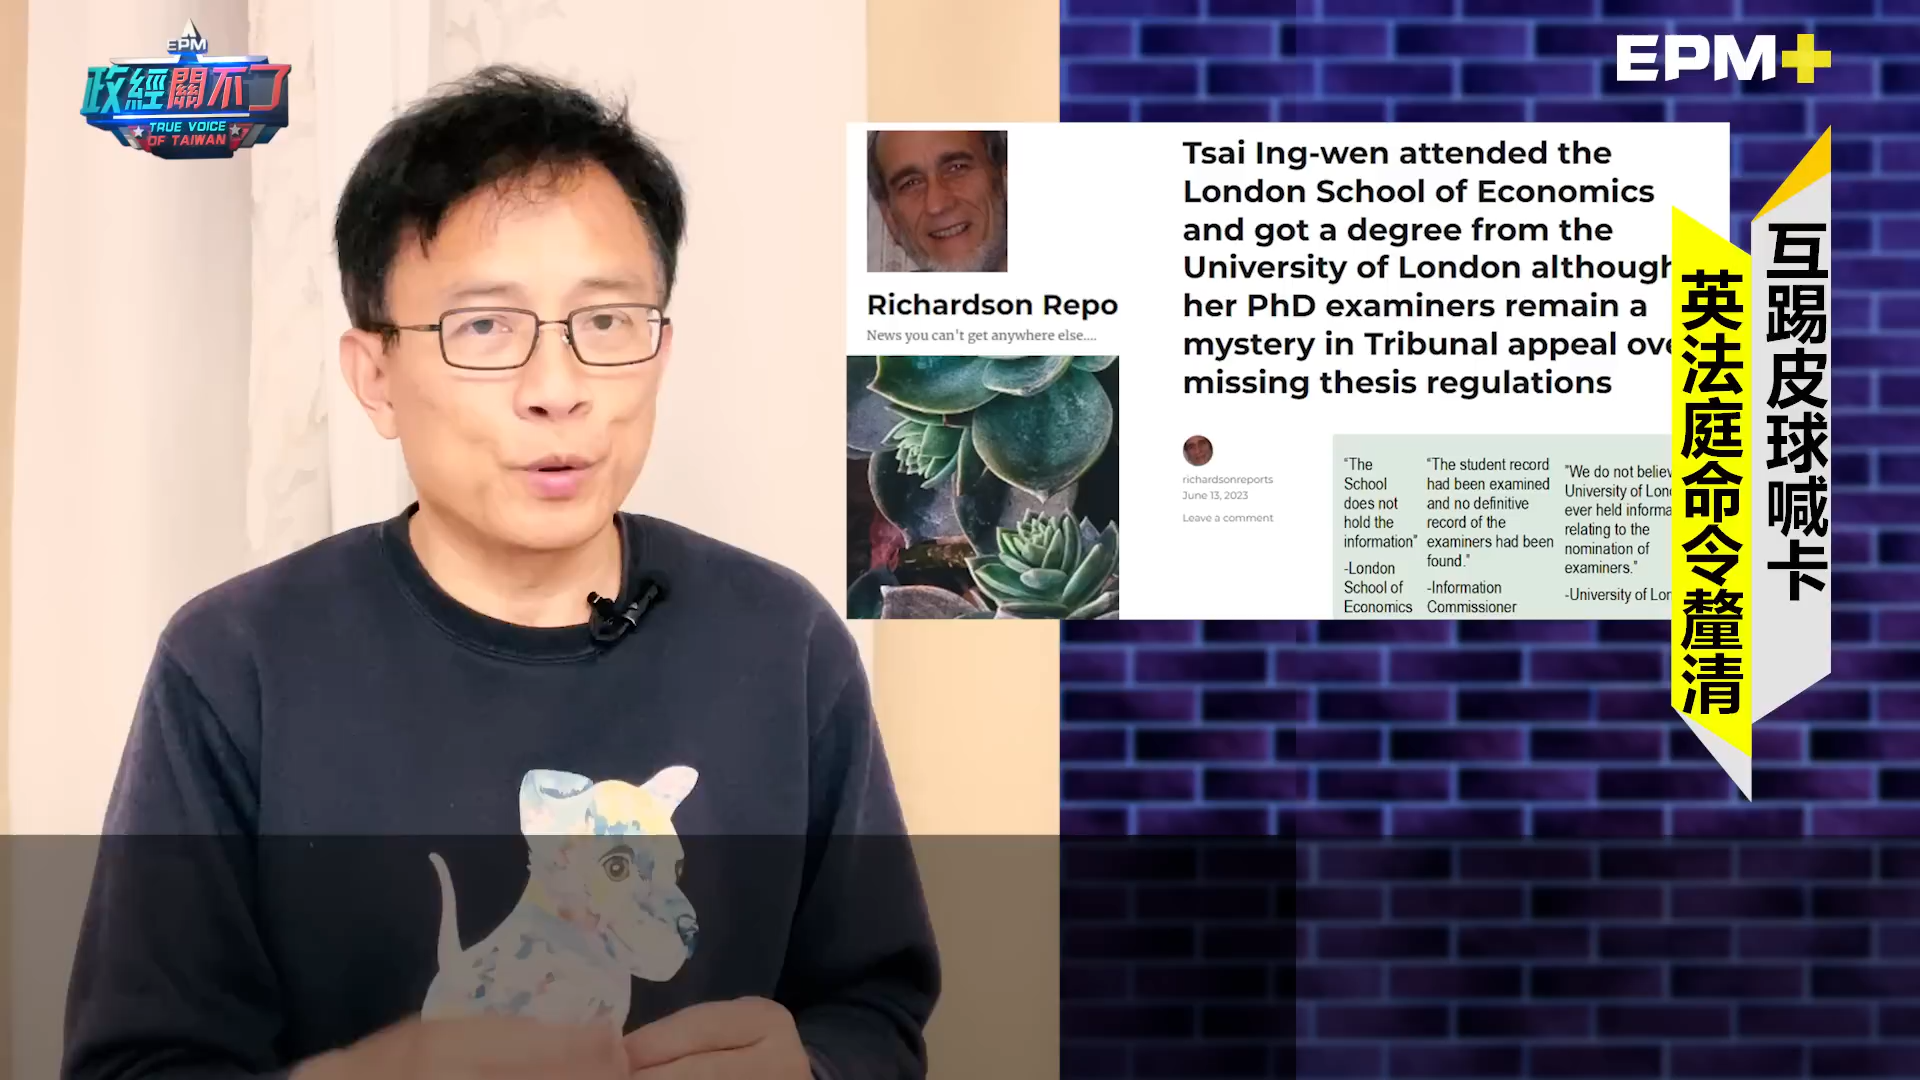 EPM
政經關不了
TRUE VOICE
OF TAIWAN
EPM+
Richardson Repo
News you can't get anywhere else....
Tsai Ing-wen attended the
London School of Economics
and got a degree from the
University of London although
her PhD examiners remain a
mystery in Tribunal appeal ove
missing thesis regulations
richardsonreports
June 13, 2023
Leave a comment
"The
School
does not
hold the
information"
-London
School of
Economics
"The student record
had been examined
and no definitive
record of the
examiners had been
found."
-Information
Commissioner
"We do not believ
University of Lon
ever held informa
relating to the
nomination of
examiners."
-University of Lon
互踢皮球喊卡
英法庭命令釐清